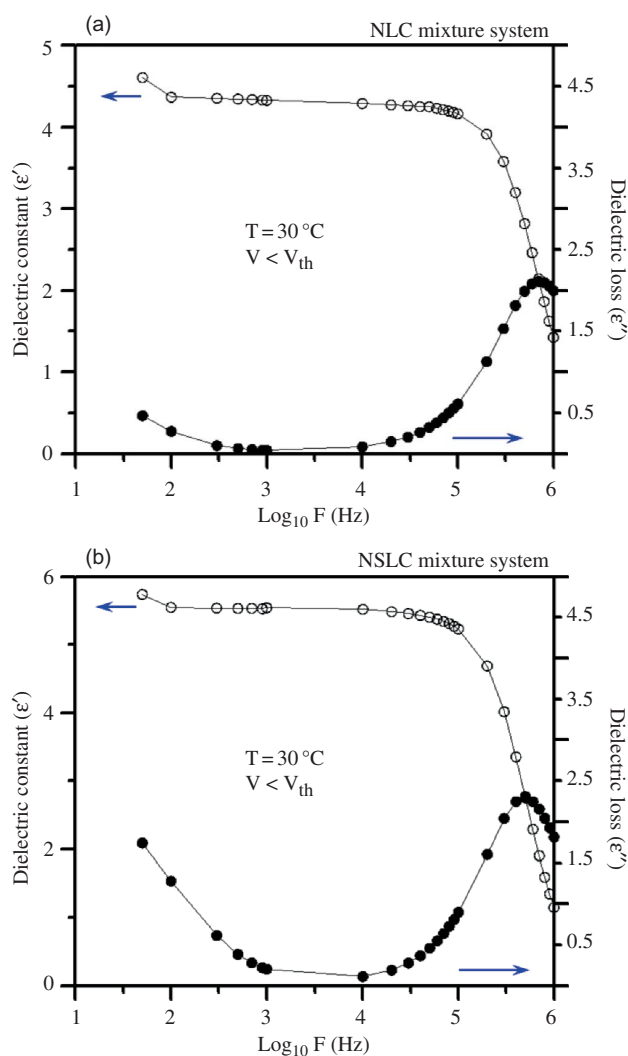 (a)
NLC mixture system
5
4
3
2
1
0
Dielectric constant (ε′)
T = 30 °C
V < Vth
4.5
3.5
2.5
1.5
0.5
Dielectric loss (ε″)
1 2 3 4 5 6
Log10 F (Hz)
(b)
NSLC mixture system
6
4
2
0
Dielectric constant (ε′)
T = 30 °C
V < Vth
4.5
3.5
2.5
1.5
0.5
Dielectric loss (ε″)
1 2 3 4 5 6
Log10 F (Hz)